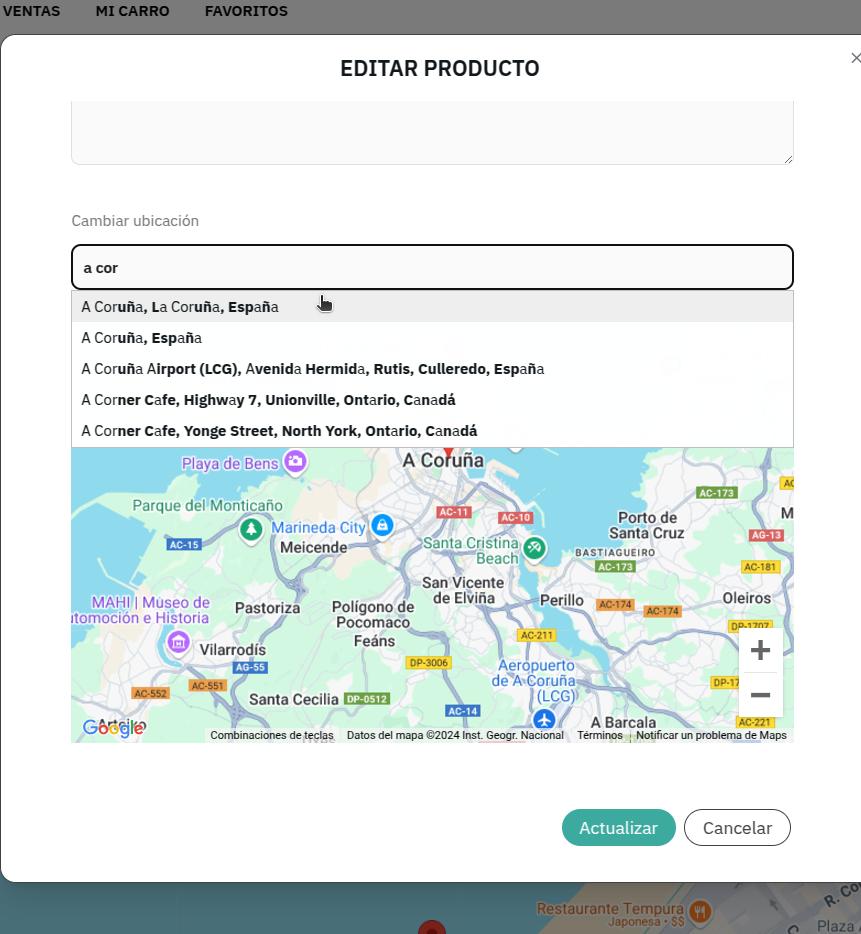 VENTAS MI CARRO FAVORITOS
EDITAR PRODUCTO
Cambiar ubicación
a cor
A Coruña, La Coruña, España
A Coruña, España
A Coruña Airport (LCG), Avenida Hermida, Rutis, Culleredo, España
A Corner Cafe, Highway 7, Unionville, Ontario, Canadá
A Corner Cafe, Yonge Street, North York, Ontario, Canadá
A Coruña
Playa de Bens
AC-173
Parque del Monticaño
AC-11
AC-10
Marineda City
Porto de
Santa Cruz
AG-13
AC-15
Meicende
Santa Cristina
Beach
BASTIAGUEIRO
AC-173
AC-181
San Vicente
de Elviña
MAHI | Museo de
utomoción e Historia
Pastoriza
Polígono de
Pocomaco
Feáns
Perillo
AC-174
AC-174
Oleiros
DP-1707
AC-211
Vilarrodís
AG-55
DP-3006
Aeropuerto
de A Coruña
(LCG)
AC-552
AC-551
Santa Cecilia
DP-0512
AC-14
A Barcala
AC-221
Arteixo
Google
Combinaciones de teclas Datos del mapa ©2024 Inst. Geogr. Nacional Términos Notificar un problema de Maps
Actualizar Cancelar
Restaurante Tempura
Japonesa • $$
Plaza